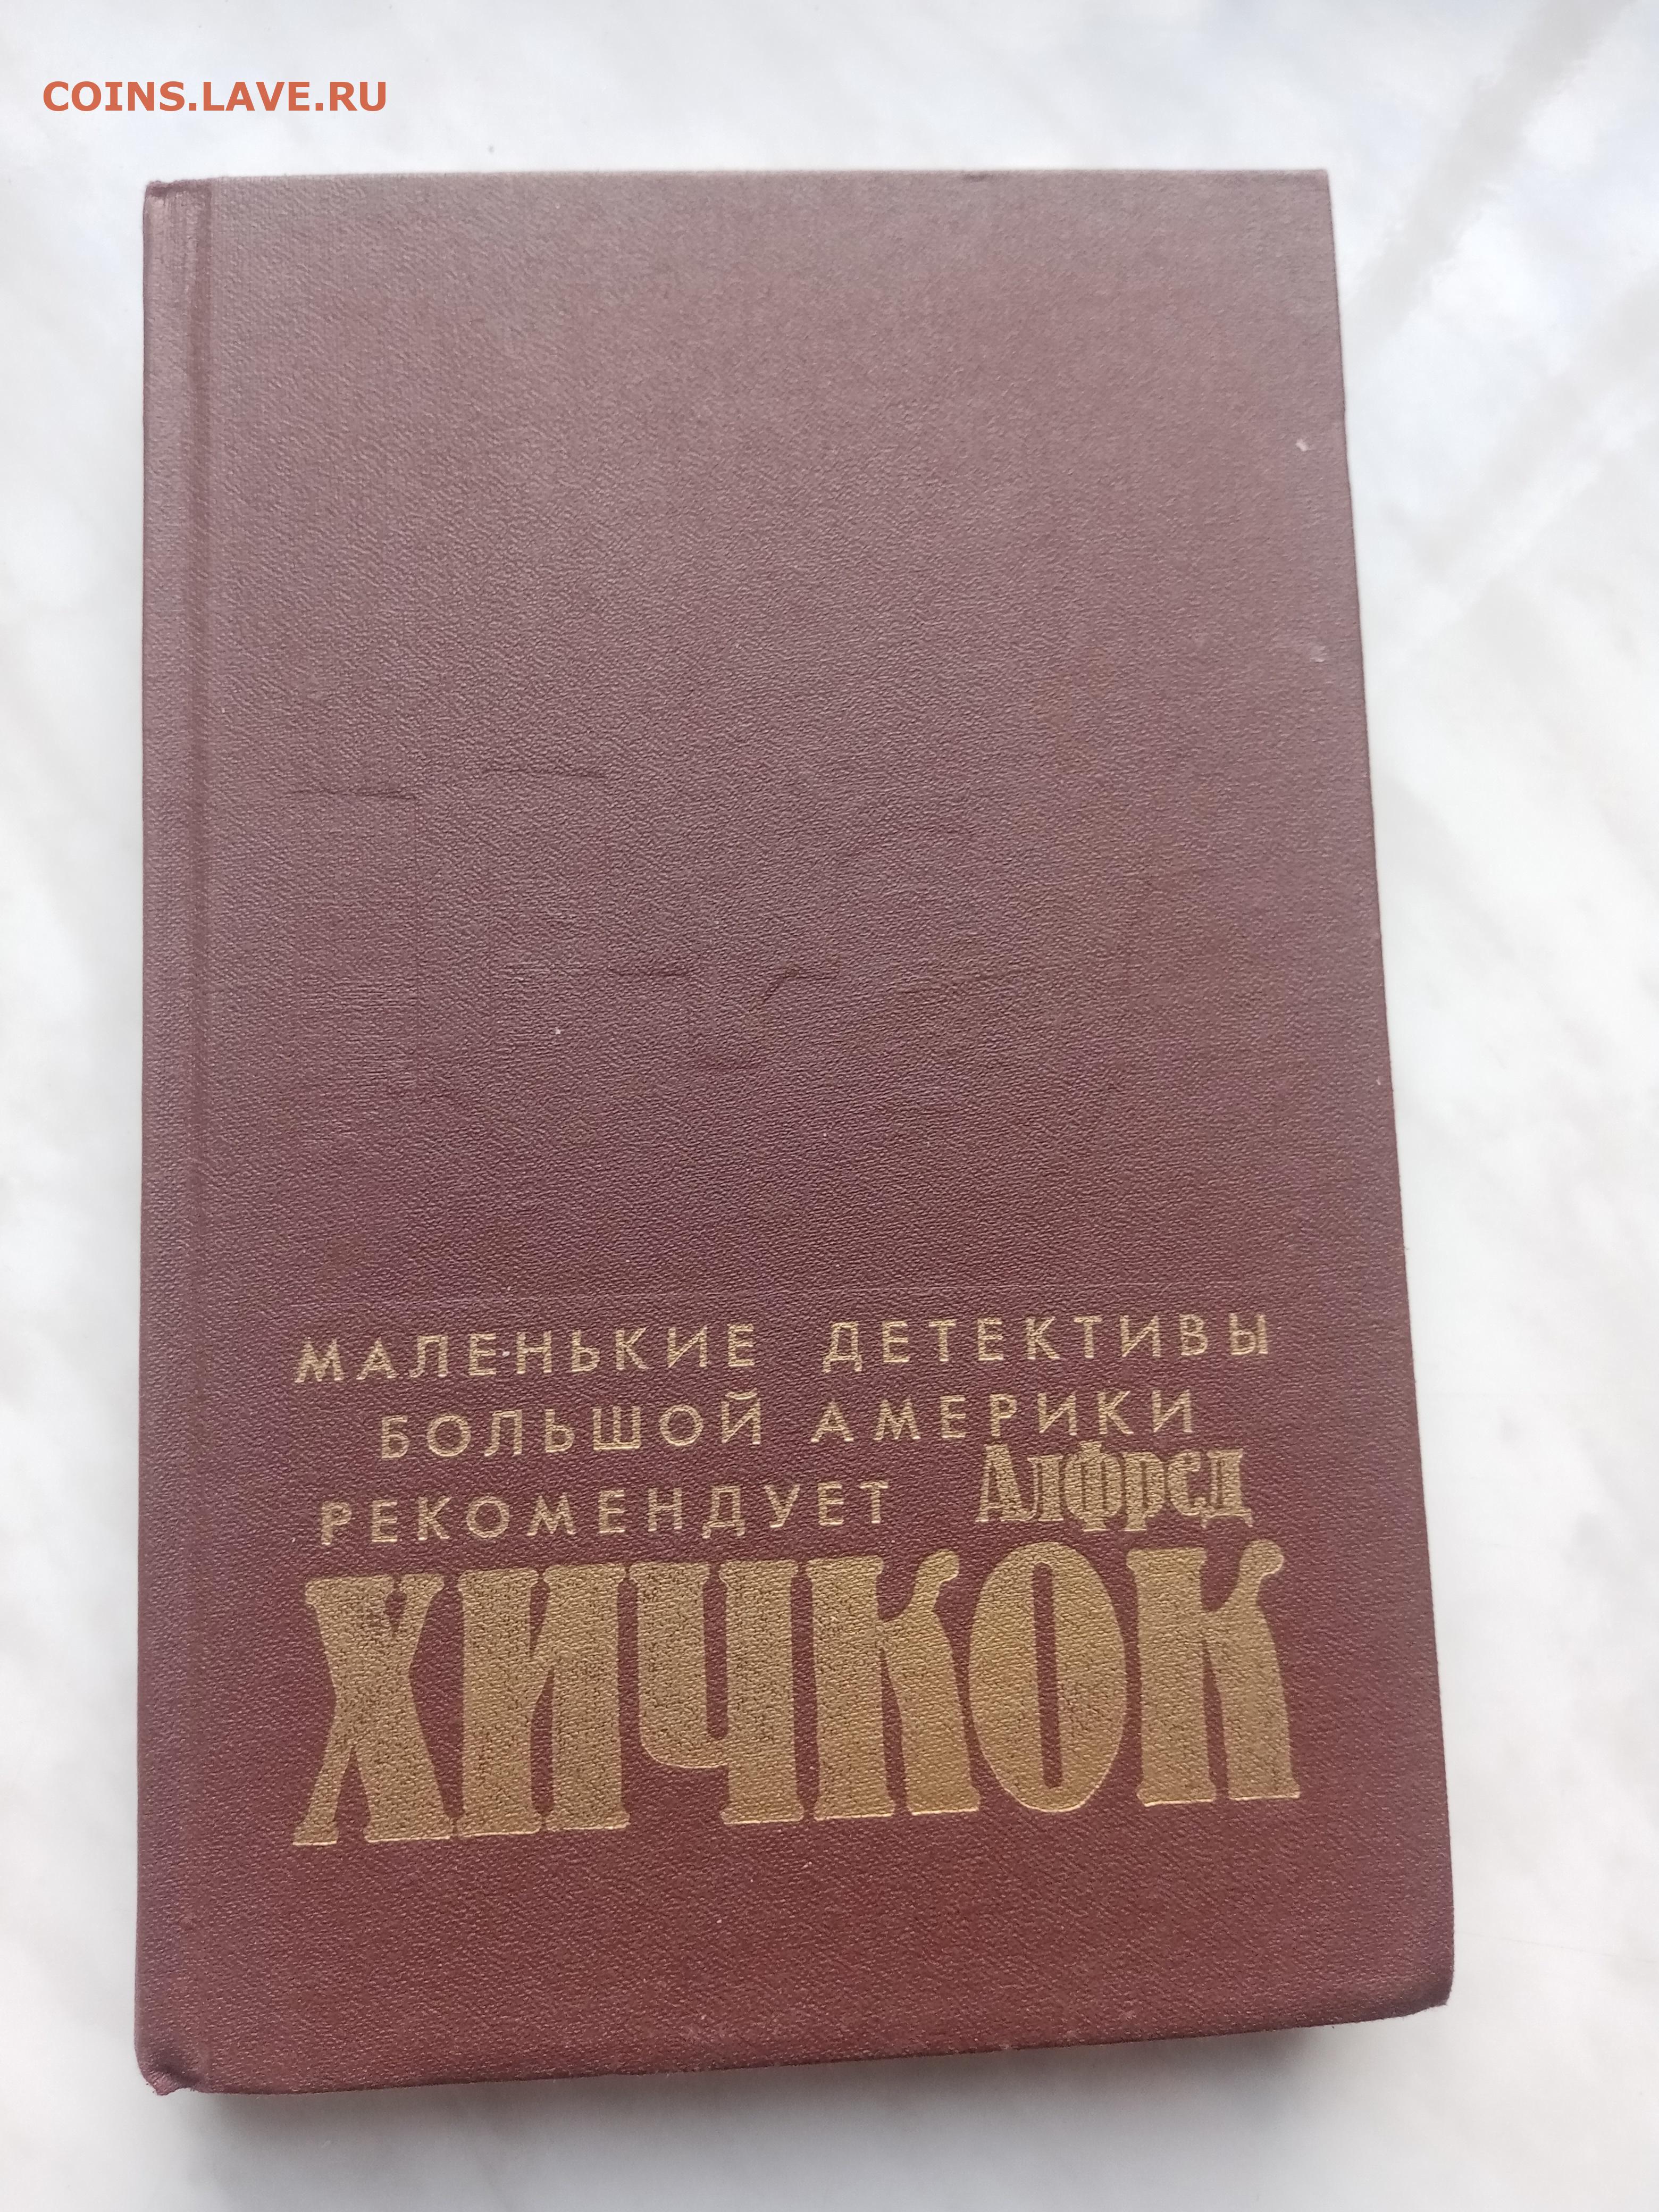 COINS.LAVE.RU
МАЛЕНЬКИЕ ДЕТЕКТИВЫ
БОЛЬШОЙ АМЕРИКИ
РЕКОМЕНДУЕТ Алфред
ХИЧКОК